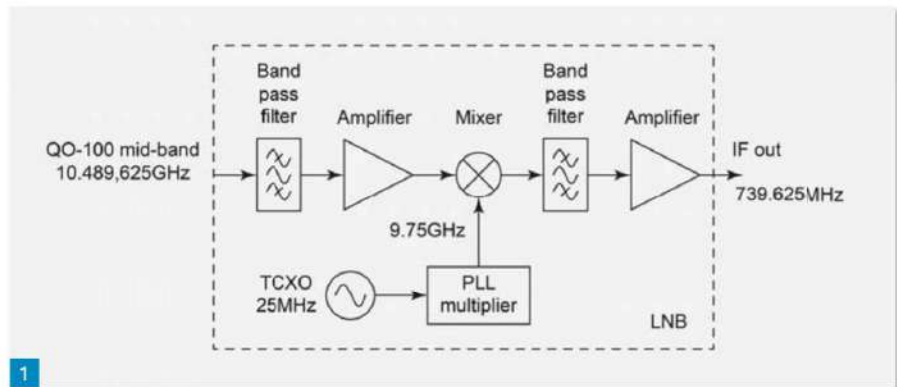 Band
pass
filter
Amplifier
Mixer
Band
pass
filter
Amplifier
QO-100 mid-band
10.489,625GHz
IF out
739.625MHz
9.75GHz
TCXO
25MHz
PLL
multiplier
LNB
1